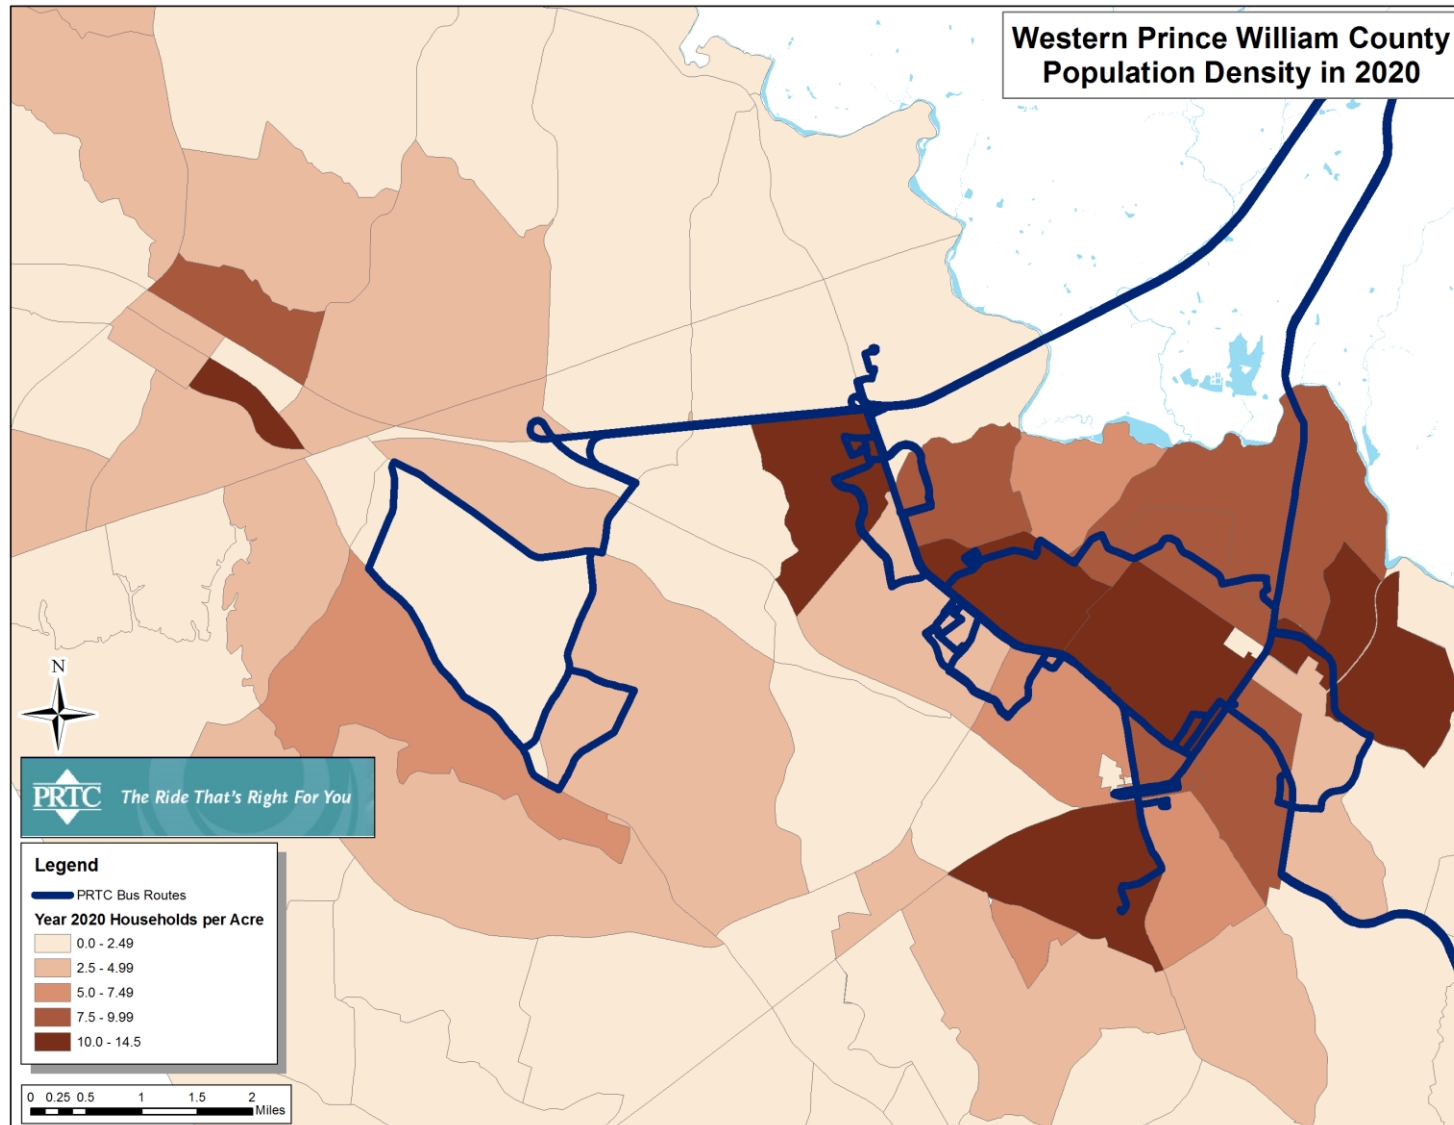 Western Prince William County
Population Density in 2020
N
PRTC The Ride That's Right For You
Legend
PRTC Bus Routes
Year 2020 Households per Acre
0.0 - 2.49
2.5 - 4.99
5.0 - 7.49
7.5 - 9.99
10.0 - 14.5
0 0.25 0.5 1 1.5 2
Miles